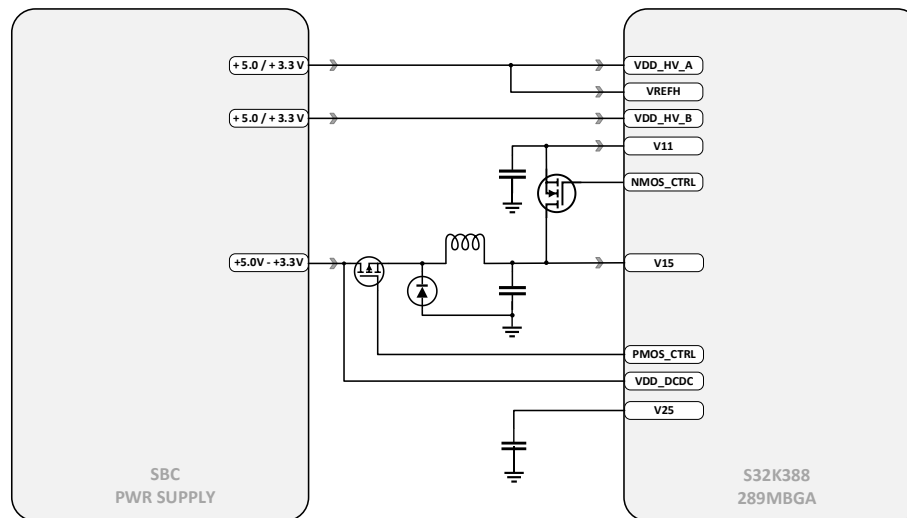 + 5.0 / + 3.3 V
VDD_HV_A
VREFH
+ 5.0 / + 3.3 V
VDD_HV_B
V11
NMOS_CTRL
+5.0V - +3.3V
V15
PMOS_CTRL
VDD_DCDC
V25
SBC
PWR SUPPLY
S32K388
289MBGA